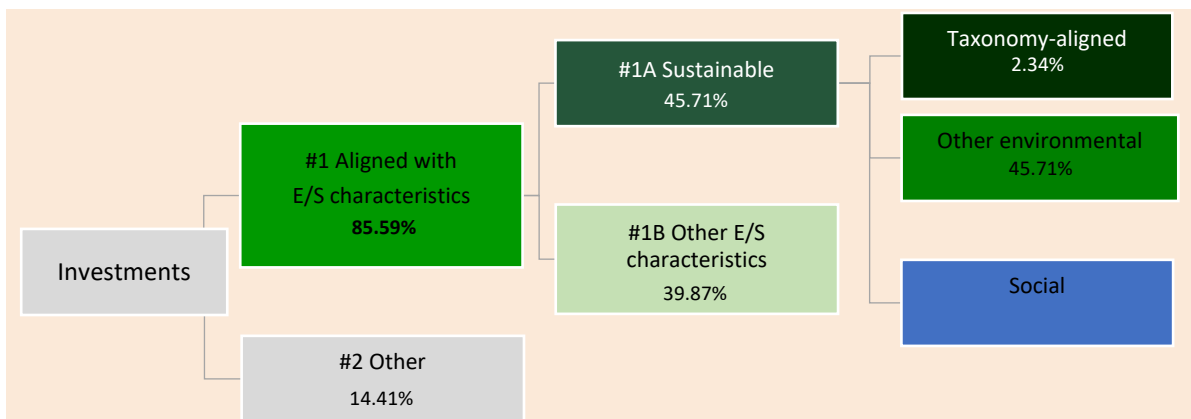 Investments
#1 Aligned with
E/S characteristics
85.59%
#2 Other
14.41%
#1A Sustainable
45.71%
#1B Other E/S
characteristics
39.87%
Taxonomy-aligned
2.34%
Other environmental
45.71%
Social